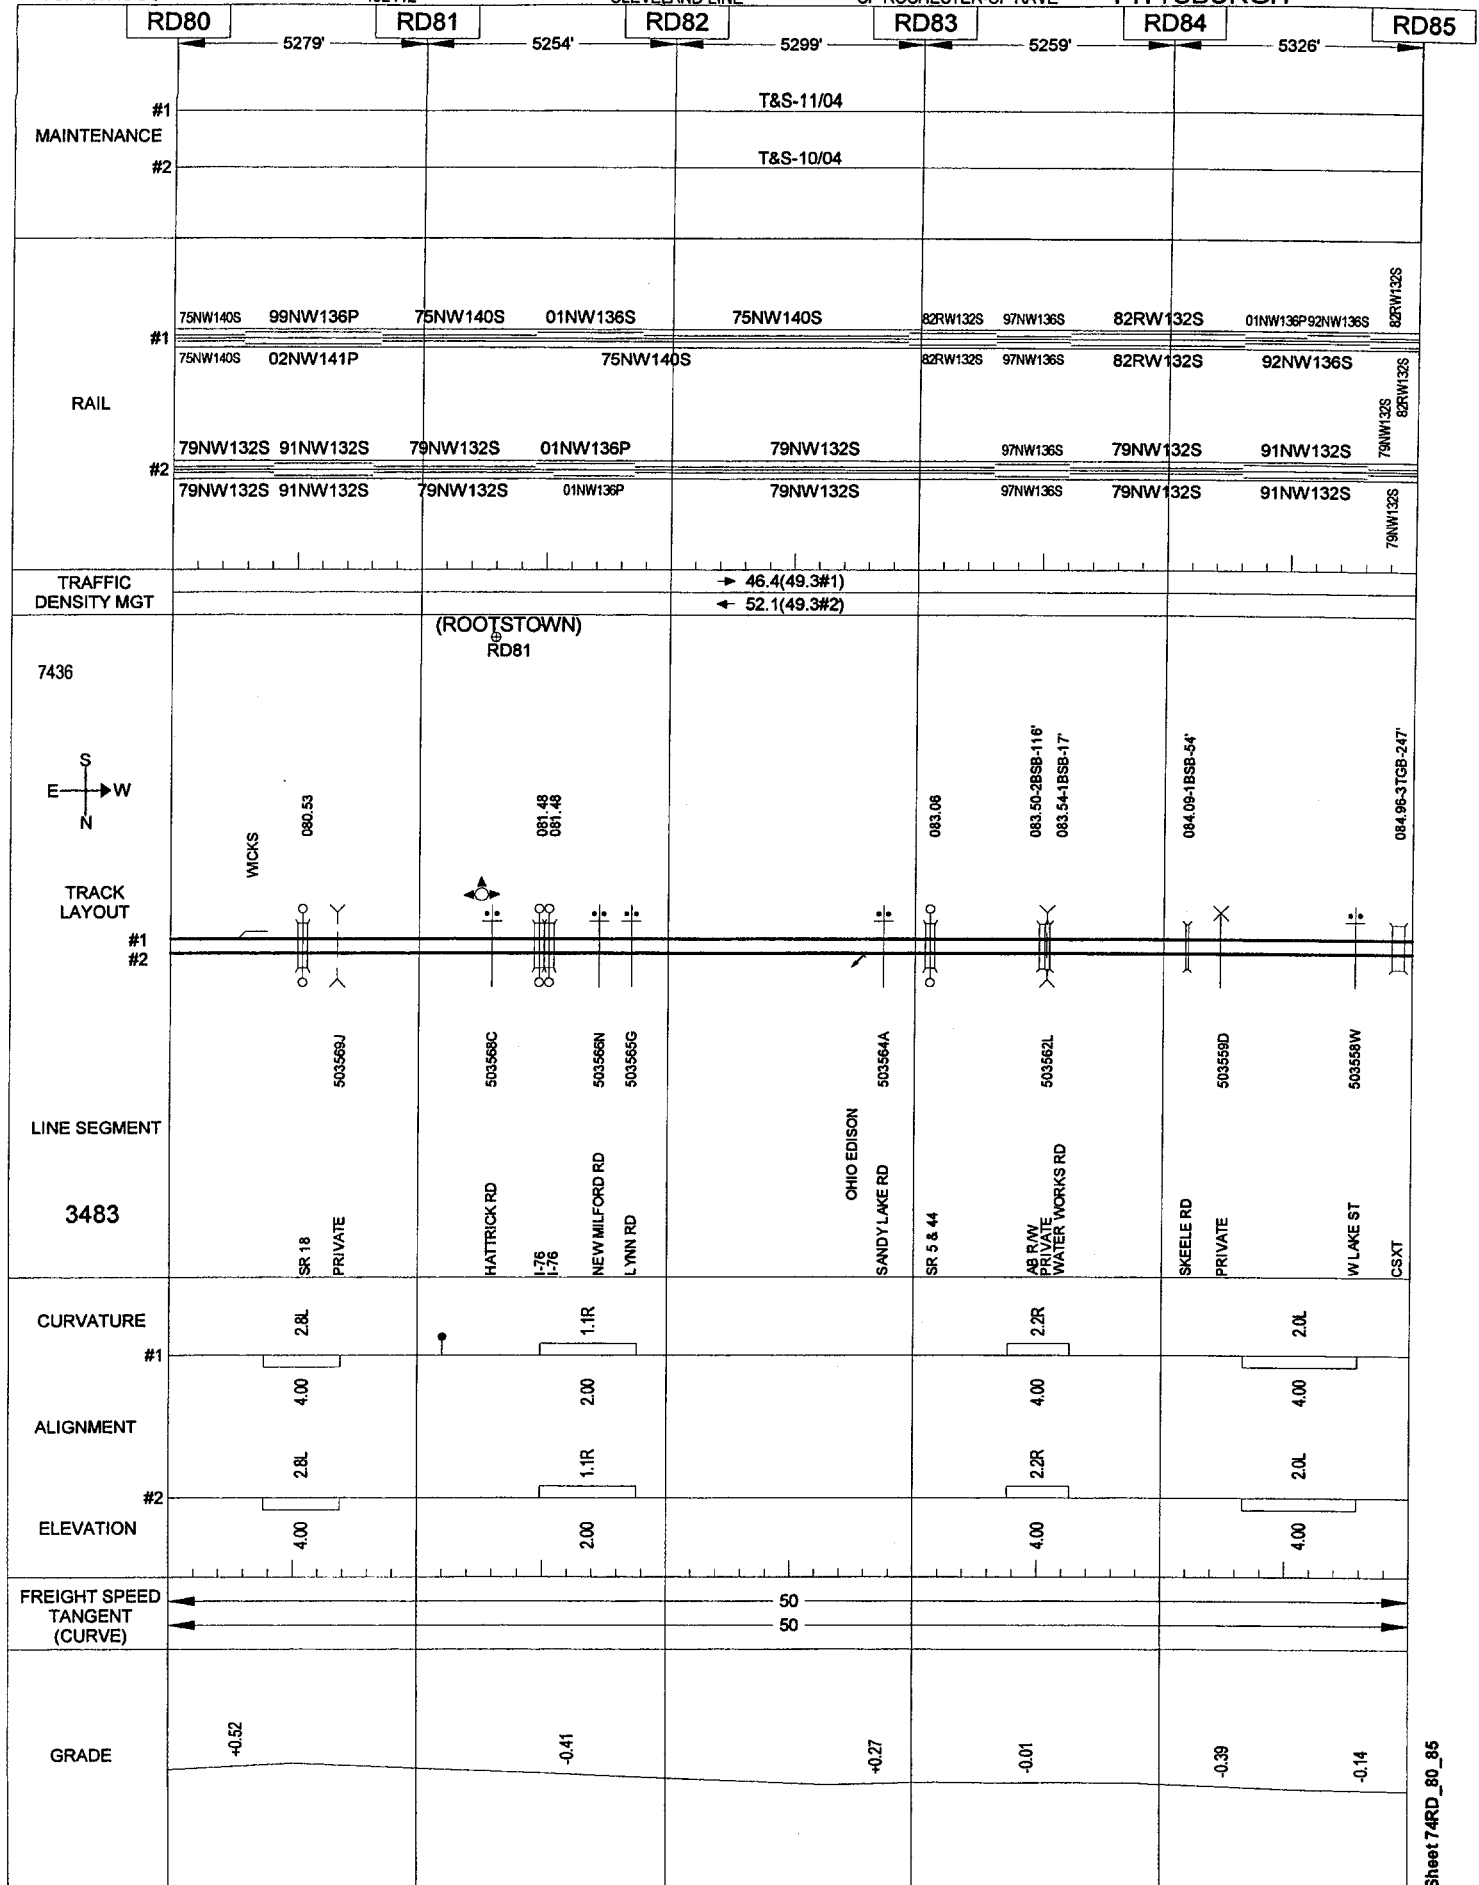 RD80 RD81 RD82 RD83 RD84 RD85
5279' 5254' 5299' 5259' 5326'
#1 T&S-11/04
MAINTENANCE
#2 T&S-10/04
75NW140S 99NW136P 75NW140S 01NW136S 75NW140S 82RW132S 97NW136S 82RW132S 01NW136P 92NW136S 82RW132S
#1
75NW140S 02NW141P 75NW140S 82RW132S 97NW136S 82RW132S 92NW136S 82RW132S
RAIL
79NW132S 91NW132S 79NW132S 01NW136P 79NW132S 97NW136S 79NW132S 91NW132S 79NW132S
#2
79NW132S 91NW132S 79NW132S 01NW136P 79NW132S 97NW136S 79NW132S 91NW132S 79NW132S
TRAFFIC
DENSITY MGT
46.4(49.3#1)
52.1(49.3#2)
(ROOTSTOWN)
RD81
7436
S
E W
N
WICKS
080.53
081.48
081.48
083.06
083.50-2BSB-116'
083.54-1BSB-17'
084.09-1BSB-54'
084.96-3TGB-247'
TRACK
LAYOUT
#1
#2
503569J
503568C
503566N
503565G
503564A
503562L
503559D
503558W
LINE SEGMENT
3483
SR 18
PRIVATE
HATTRICK RD
I-76
I-76
NEW MILFORD RD
LYNN RD
OHIO EDISON
SANDY LAKE RD
SR 5 & 44
AB R/W
PRIVATE
WATER WORKS RD
SKEELE RD
PRIVATE
W LAKE ST
CSXT
CURVATURE
2.8L 1.1R 2.2R 2.0L
#1
4.00 2.00 4.00 4.00
ALIGNMENT
2.8L 1.1R 2.2R 2.0L
#2
ELEVATION
4.00 2.00 4.00 4.00
FREIGHT SPEED
TANGENT
(CURVE)
50
50
GRADE
+0.52 -0.41 +0.27 -0.01 -0.39 -0.14
Sheet 74RD_80_85